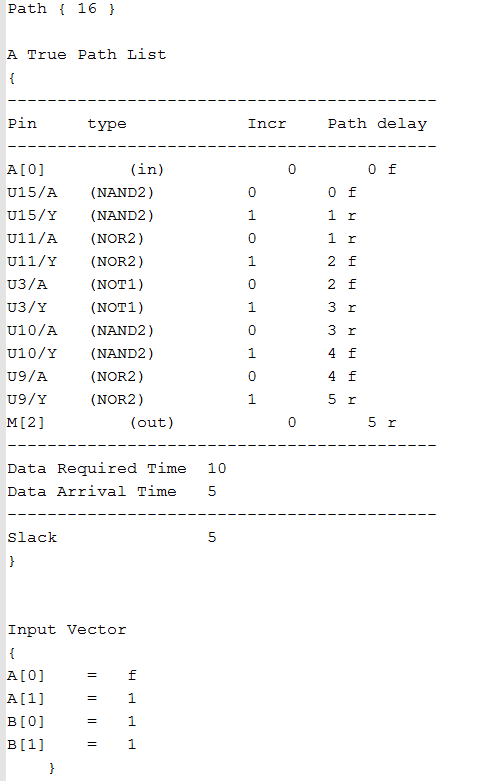 Path { 16 }
A True Path List
{
-------------------------------------------
Pin     type            Incr    Path delay
-------------------------------------------
A[0]        (in)            0       0 f
U15/A   (NAND2)         0       0 f
U15/Y   (NAND2)         1       1 r
U11/A   (NOR2)          0       1 r
U11/Y   (NOR2)          1       2 f
U3/A    (NOT1)          0       2 f
U3/Y    (NOT1)          1       3 r
U10/A   (NAND2)         0       3 r
U10/Y   (NAND2)         1       4 f
U9/A    (NOR2)          0       4 f
U9/Y    (NOR2)          1       5 r
M[2]        (out)           0       5 r
-------------------------------------------
Data Required Time  10
Data Arrival Time   5
-------------------------------------------
Slack               5
}
Input Vector
{
A[0]    =   f
A[1]    =   1
B[0]    =   1
B[1]    =   1
}